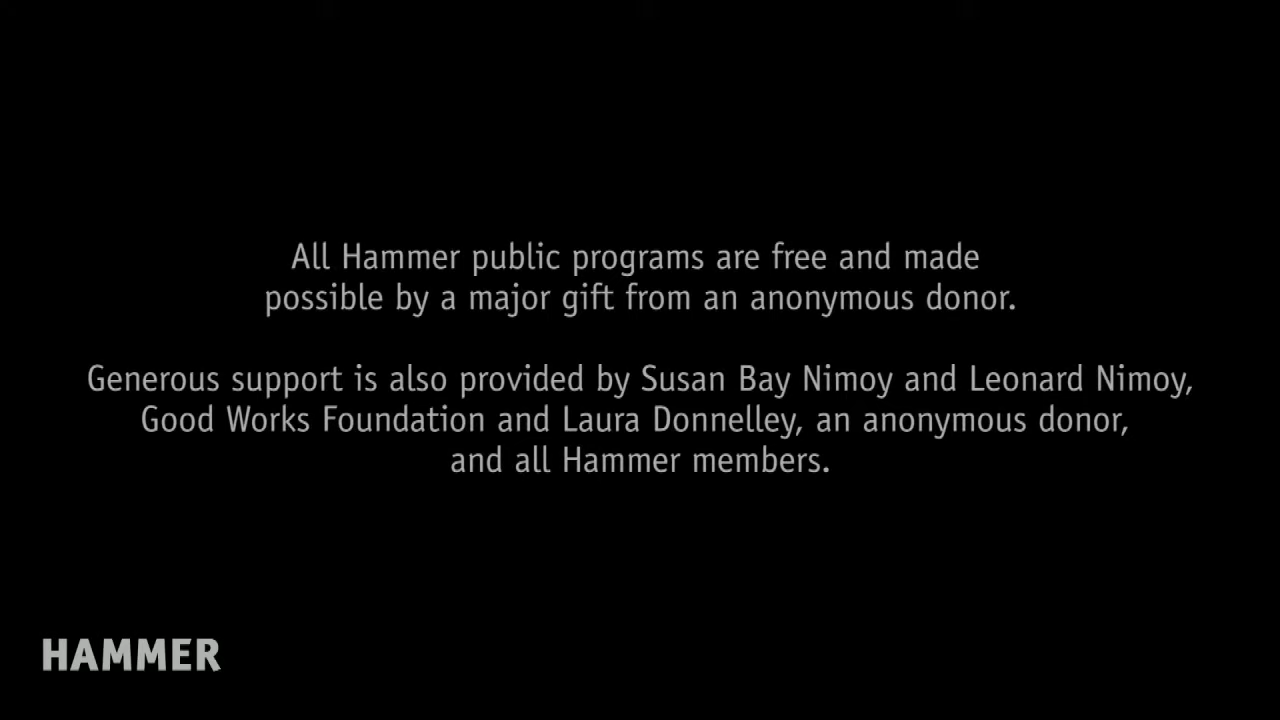 All Hammer public programs are free and made
possible by a major gift from an anonymous donor.
Generous support is also provided by Susan Bay Nimoy and Leonard Nimoy,
Good Works Foundation and Laura Donnelley, an anonymous donor,
and all Hammer members.
HAMMER